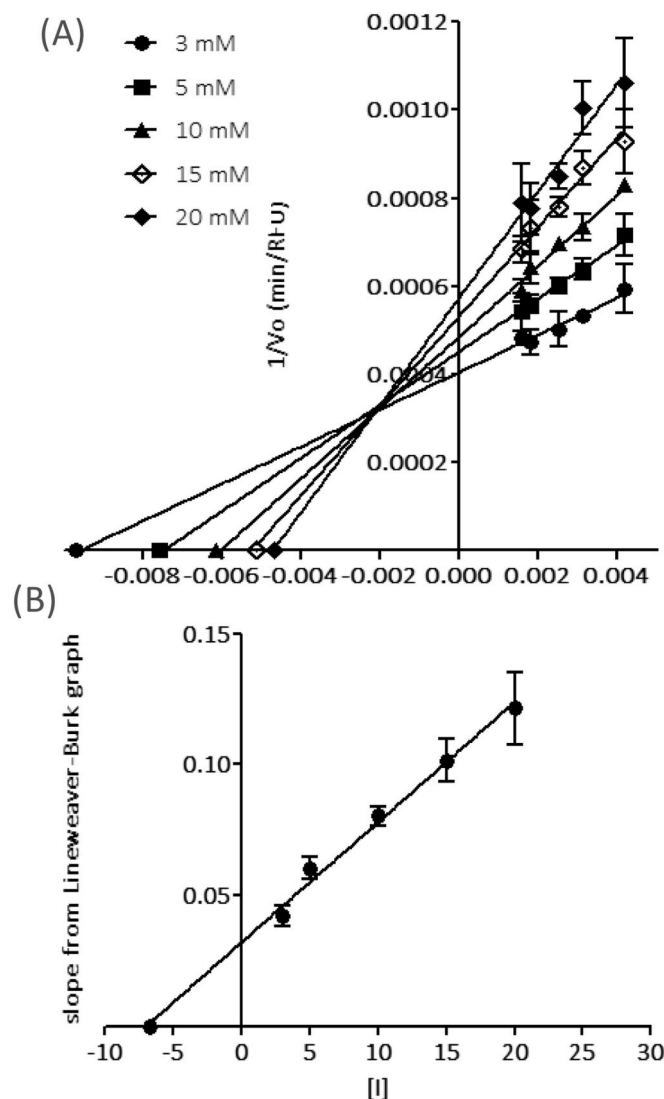 (A)
3 mM
5 mM
10 mM
15 mM
20 mM
1/Vo (min/RFU)
0.0012
0.0010
0.0008
0.0006
0.0004
0.0002
-0.008 -0.006 -0.004 -0.002 0.000 0.002 0.004
(B)
slope from Lineweaver-Burk graph
0.15
0.10
0.05
-10 -5 0 5 10 15 20 25 30
[I]